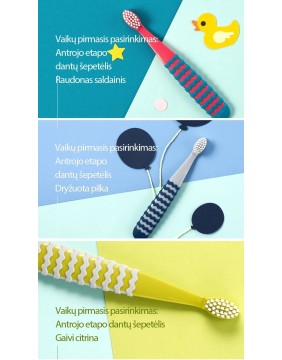 Vaikų pirmasis pasirinkimas:
Antrojo etapo
dantų šepetėlis
Raudonas saldainis
Vaikų pirmasis pasirinkimas:
Antrojo etapo
dantų šepetėlis
Dryžuota pilka
Vaikų pirmasis pasirinkimas:
Antrojo etapo dantų šepetėlis
Gaivi citrina